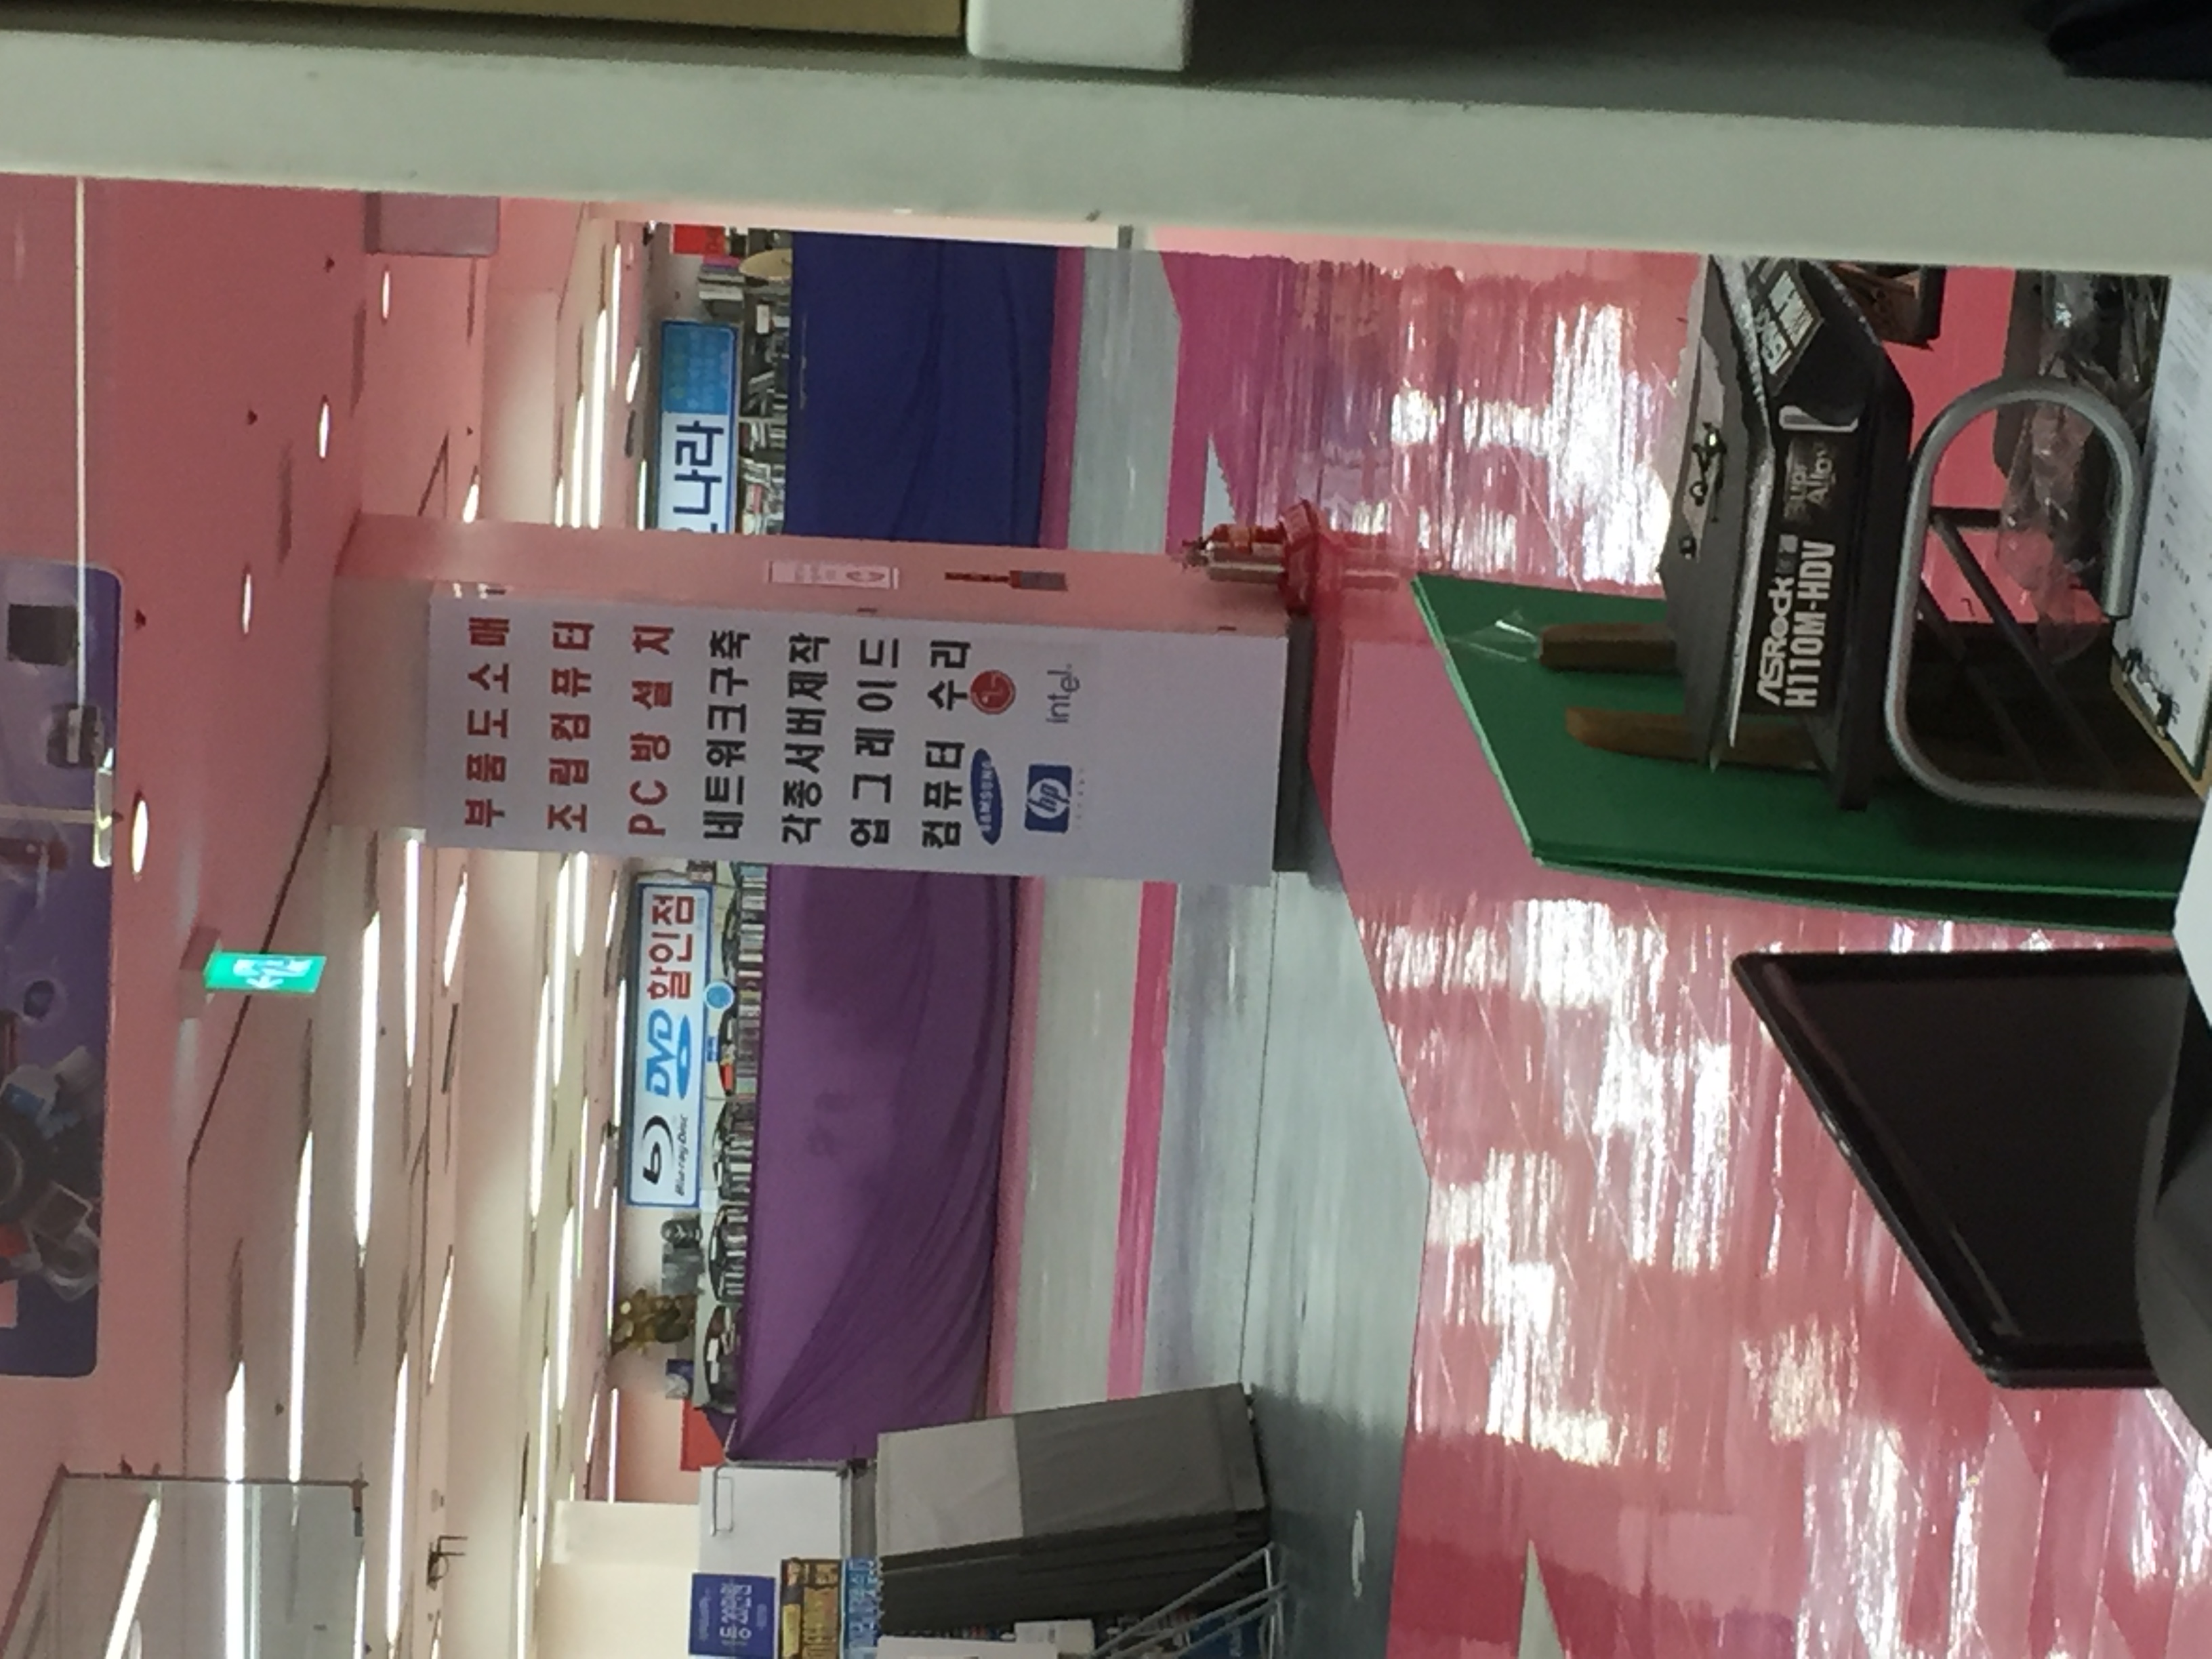 부품도소매
조립컴퓨터
PC방 설치
네트워크구축
각종서버제작
업그레이드
컴퓨터 수리
SAMSUNG
LG
hp
intel
Blu-ray Disc
DVD 할인점
나라
ASRock
H110M-HDV
Super
Alloy